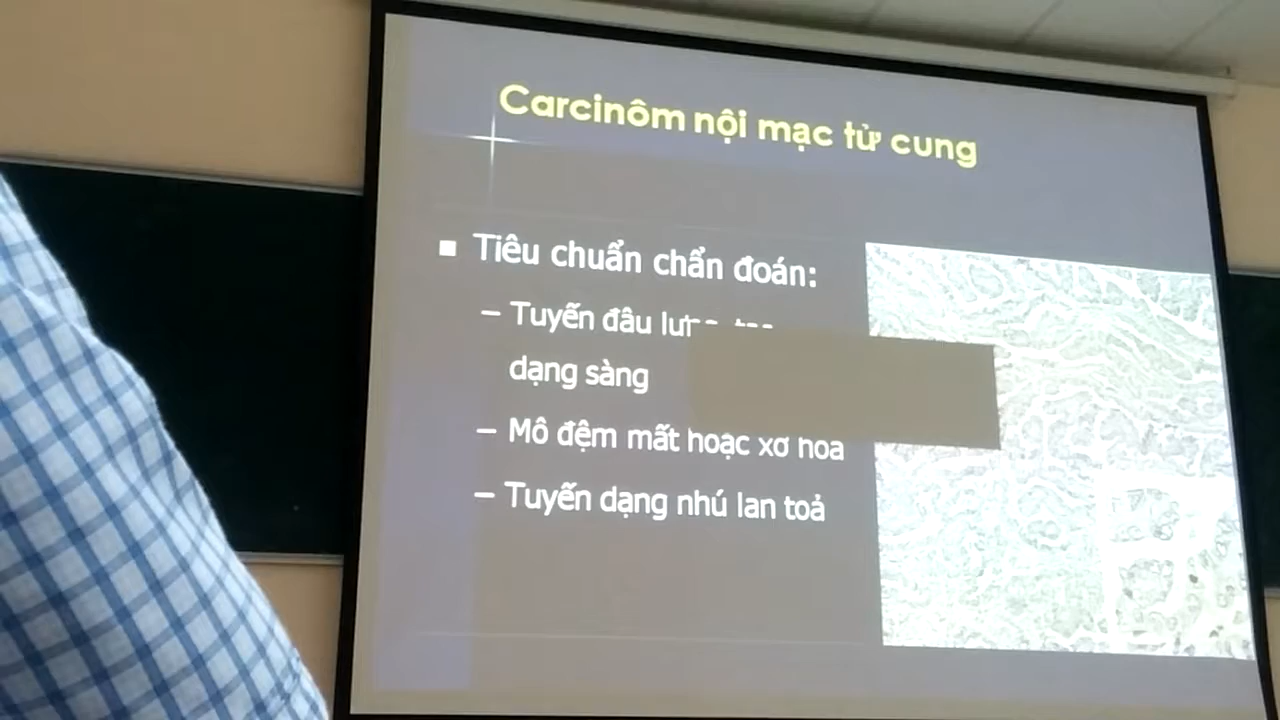 Carcinôm nội mạc tử cung
Tiêu chuẩn chẩn đoán:
– Tuyến đâu lưng
dạng sàng
– Mô đệm mất hoặc xơ hoá
– Tuyến dạng nhú lan toả